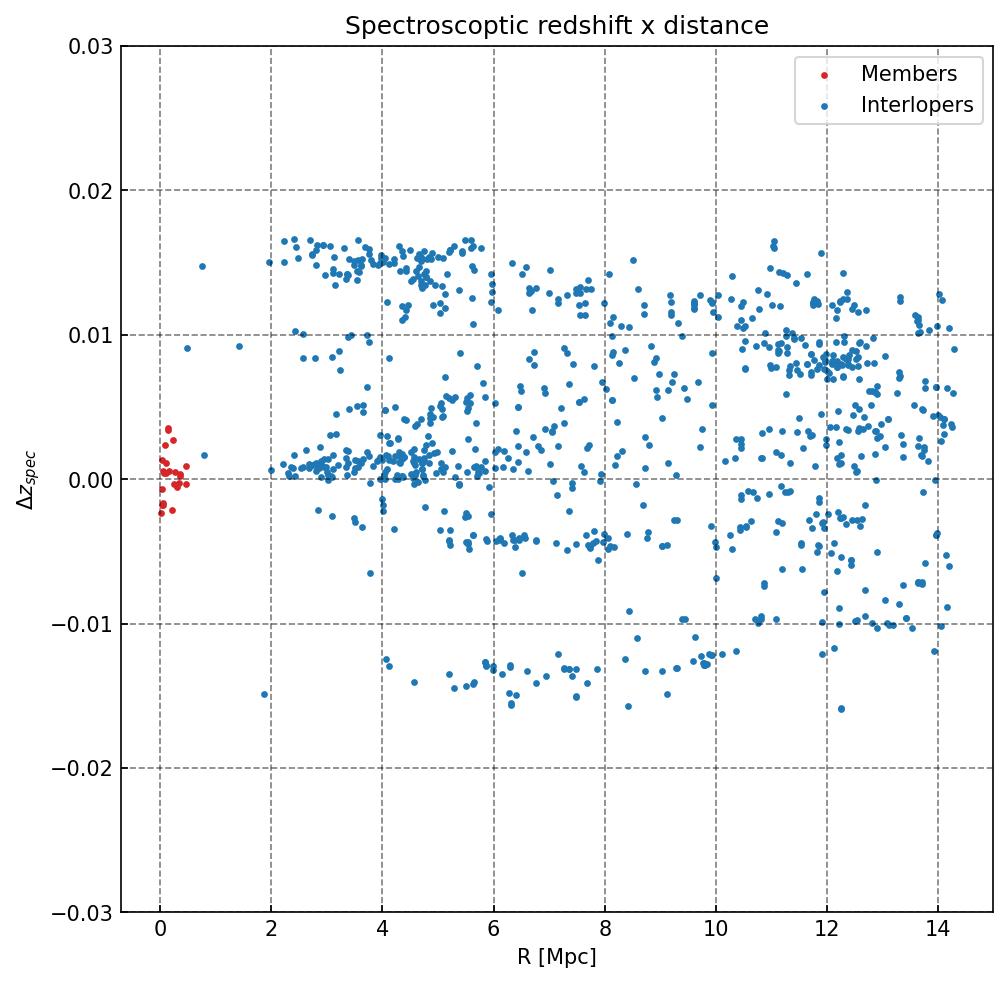 Spectroscoptic redshift x distance
Members
Interlopers
0.03
0.02
0.01
0.00
−0.01
−0.02
−0.03
Δz_spec
0 2 4 6 8 10 12 14
R [Mpc]